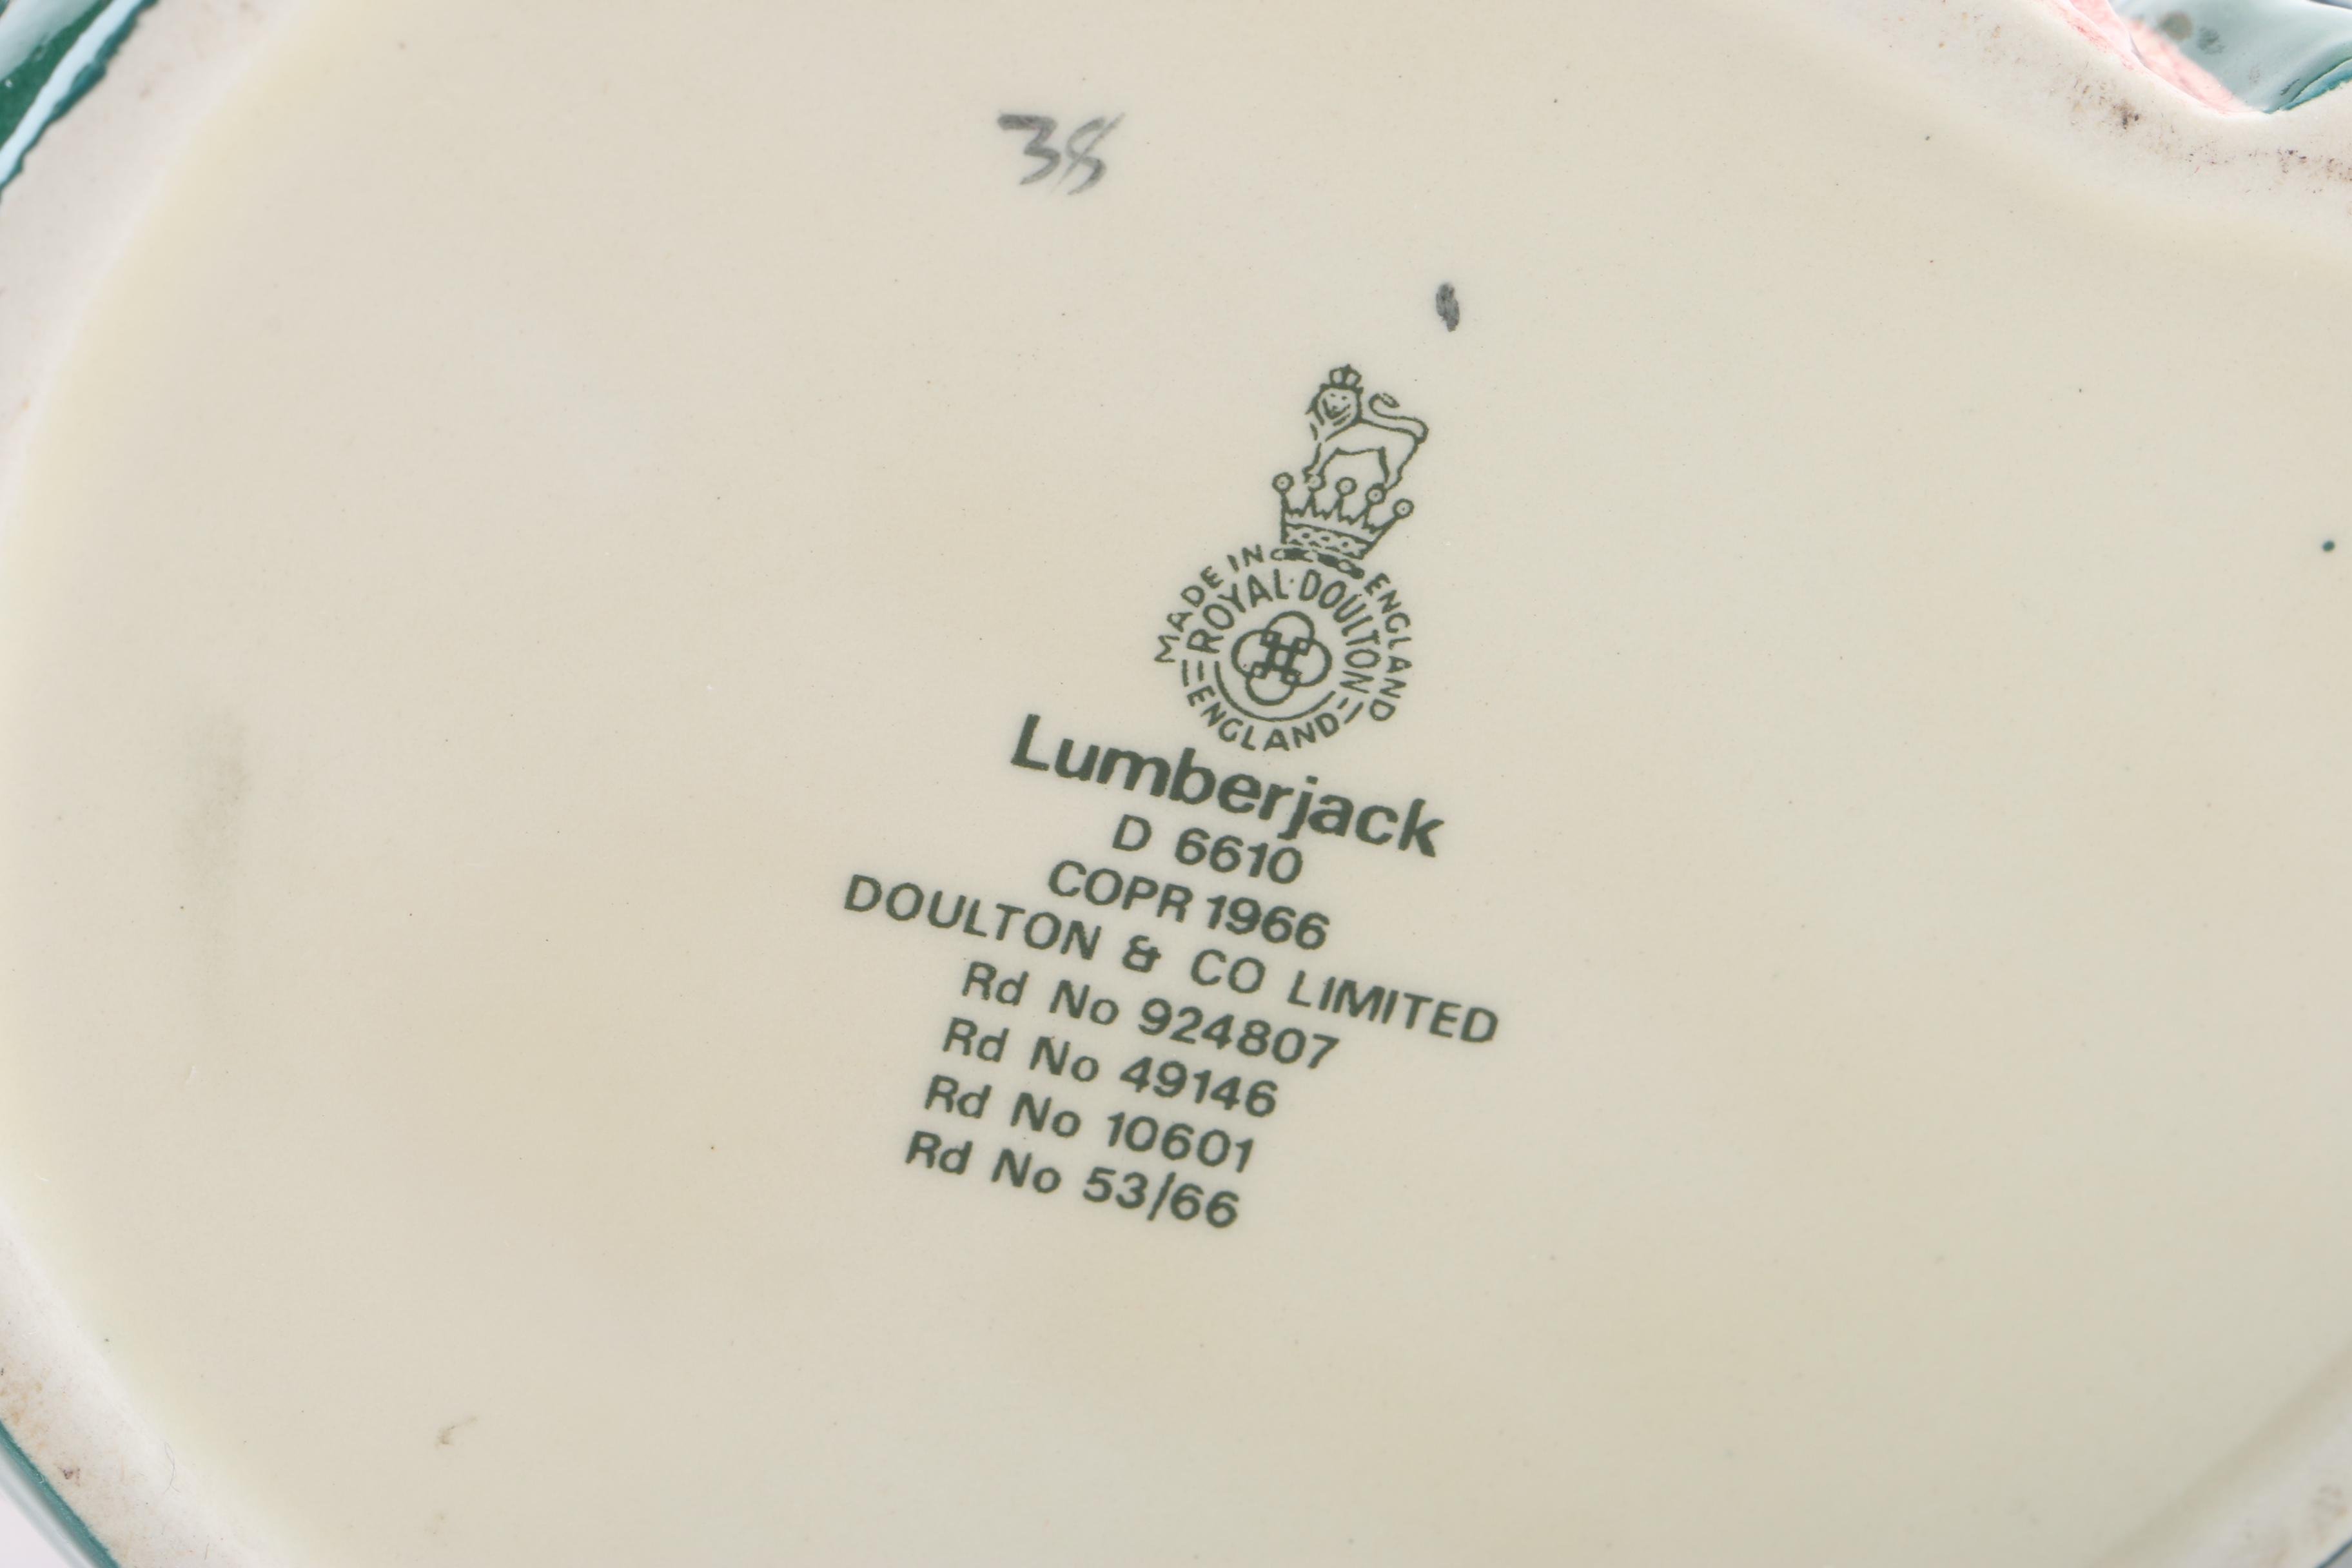 38
MADE IN ENGLAND
ROYAL·DOULTON
ENGLAND
Lumberjack
D 6610
COPR 1966
DOULTON & CO LIMITED
Rd No 924807
Rd No 49146
Rd No 10601
Rd No 53/66